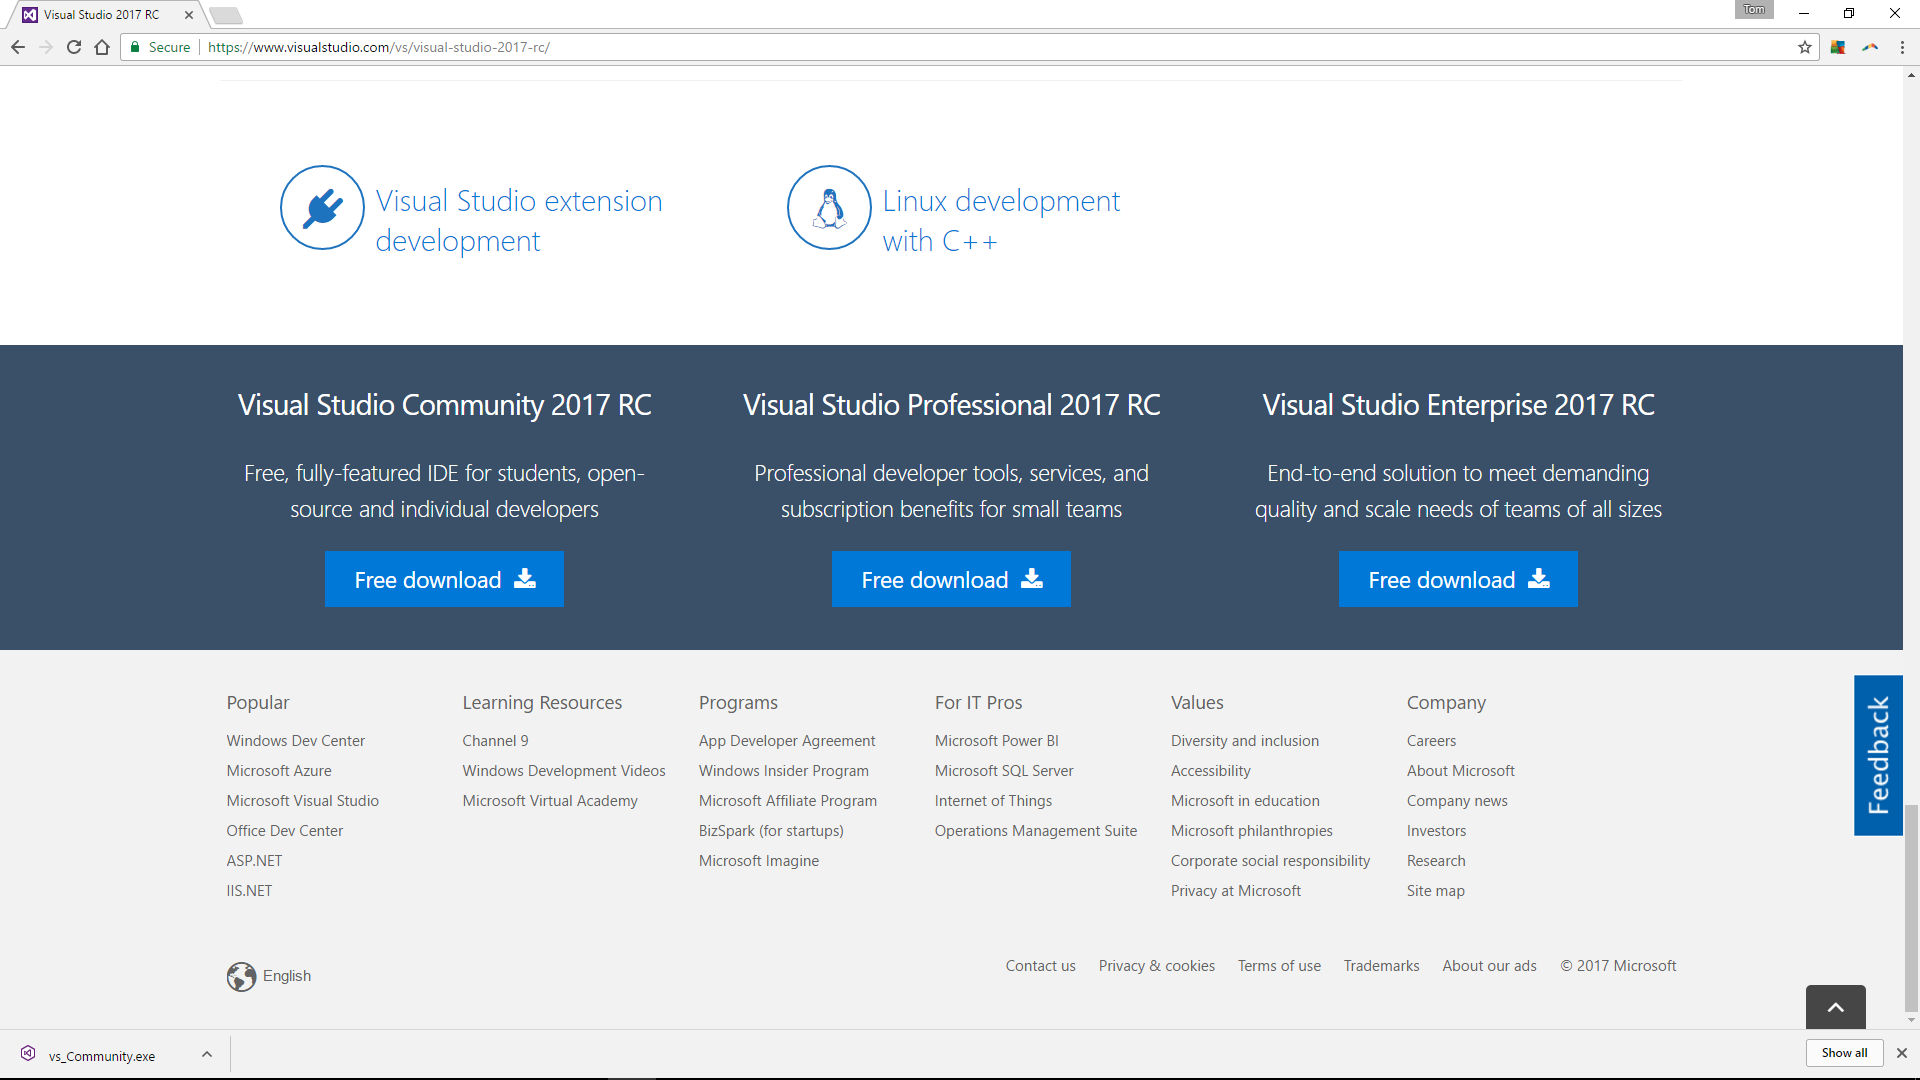 Visual Studio 2017 RC
Tom
Secure
https://www.visualstudio.com/vs/visual-studio-2017-rc/
Visual Studio extension
development
Linux development
with C++
Visual Studio Community 2017 RC
Free, fully-featured IDE for students, open-
source and individual developers
Free download
Visual Studio Professional 2017 RC
Professional developer tools, services, and
subscription benefits for small teams
Free download
Visual Studio Enterprise 2017 RC
End-to-end solution to meet demanding
quality and scale needs of teams of all sizes
Free download
Feedback
Popular
Windows Dev Center
Microsoft Azure
Microsoft Visual Studio
Office Dev Center
ASP.NET
IIS.NET
Learning Resources
Channel 9
Windows Development Videos
Microsoft Virtual Academy
Programs
App Developer Agreement
Windows Insider Program
Microsoft Affiliate Program
BizSpark (for startups)
Microsoft Imagine
For IT Pros
Microsoft Power BI
Microsoft SQL Server
Internet of Things
Operations Management Suite
Values
Diversity and inclusion
Accessibility
Microsoft in education
Microsoft philanthropies
Corporate social responsibility
Privacy at Microsoft
Company
Careers
About Microsoft
Company news
Investors
Research
Site map
English
Contact us
Privacy & cookies
Terms of use
Trademarks
About our ads
© 2017 Microsoft
vs_Community.exe
Show all